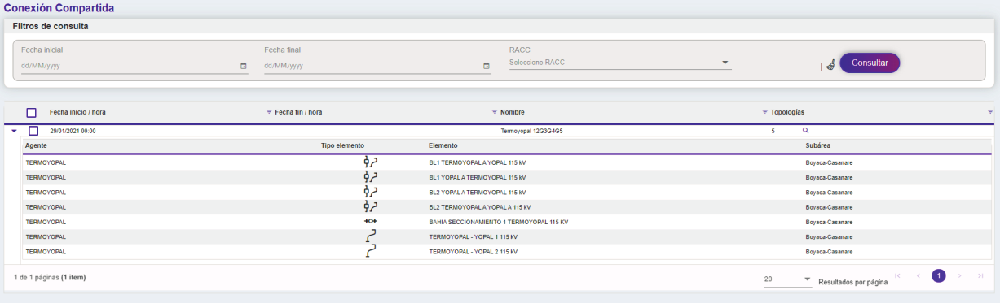 Conexión Compartida
Filtros de consulta
Fecha inicial Fecha final RACC
dd/MM/yyyy dd/MM/yyyy Seleccione RACC Consultar
Fecha inicio / hora Fecha fin / hora Nombre Topologías
29/01/2021 00:00 Termoyopal 12G3G4G5 5
Agente Tipo elemento Elemento Subárea
TERMOYOPAL BL1 TERMOYOPAL A YOPAL 115 kV Boyaca-Casanare
TERMOYOPAL BL1 YOPAL A TERMOYOPAL 115 kV Boyaca-Casanare
TERMOYOPAL BL2 YOPAL A TERMOYOPAL 115 kV Boyaca-Casanare
TERMOYOPAL BL2 TERMOYOPAL A YOPAL A 115 kV Boyaca-Casanare
TERMOYOPAL BAHIA SECCIONAMIENTO 1 TERMOYOPAL 115 KV Boyaca-Casanare
TERMOYOPAL TERMOYOPAL - YOPAL 1 115 kV Boyaca-Casanare
TERMOYOPAL TERMOYOPAL - YOPAL 2 115 kV Boyaca-Casanare
1 de 1 páginas (1 item) 20 Resultados por página 1